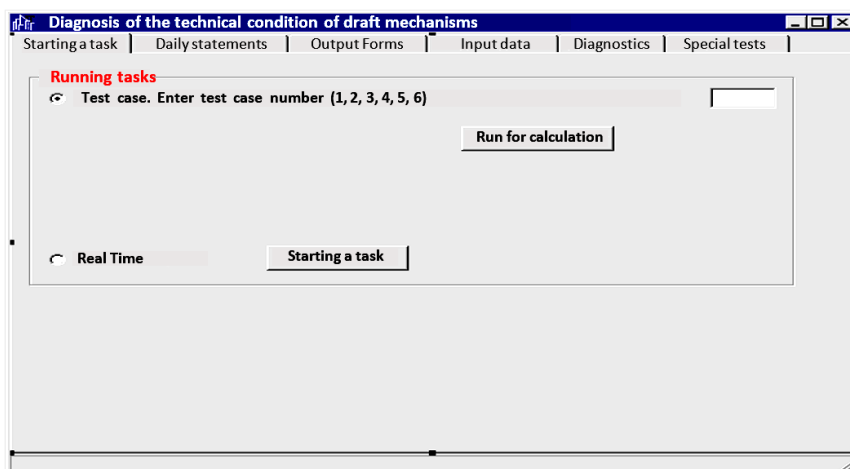 Diagnosis of the technical condition of draft mechanisms
Starting a task Daily statements Output Forms Input data Diagnostics Special tests
Running tasks
Test case. Enter test case number (1, 2, 3, 4, 5, 6)
Run for calculation
Real Time Starting a task